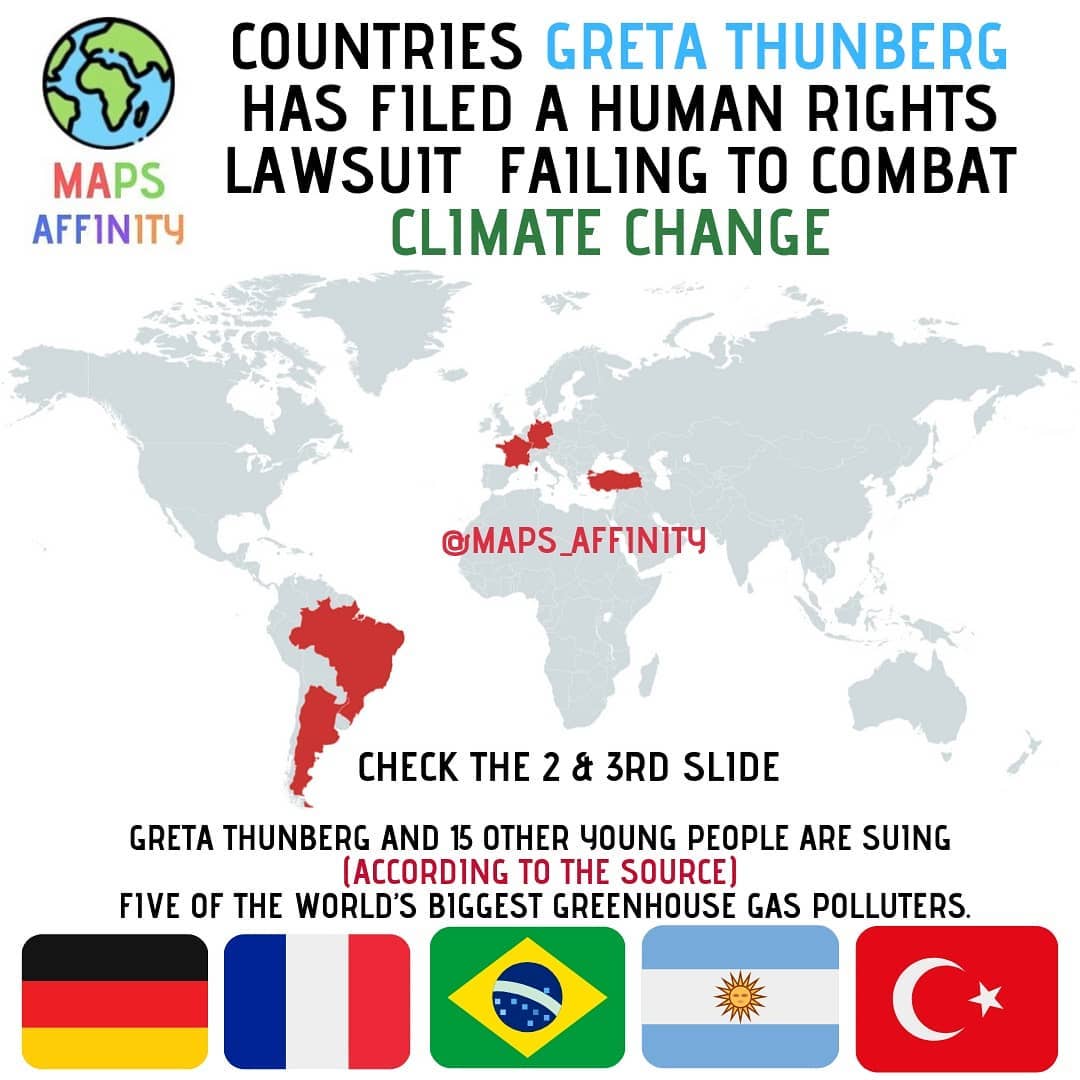 COUNTRIES GRETA THUNBERG
HAS FILED A HUMAN RIGHTS
LAWSUIT FAILING TO COMBAT
CLIMATE CHANGE
MAPS
AFFINITY
@MAPS_AFFINITY
CHECK THE 2 & 3RD SLIDE
GRETA THUNBERG AND 15 OTHER YOUNG PEOPLE ARE SUING
(ACCORDING TO THE SOURCE)
FIVE OF THE WORLD'S BIGGEST GREENHOUSE GAS POLLUTERS.